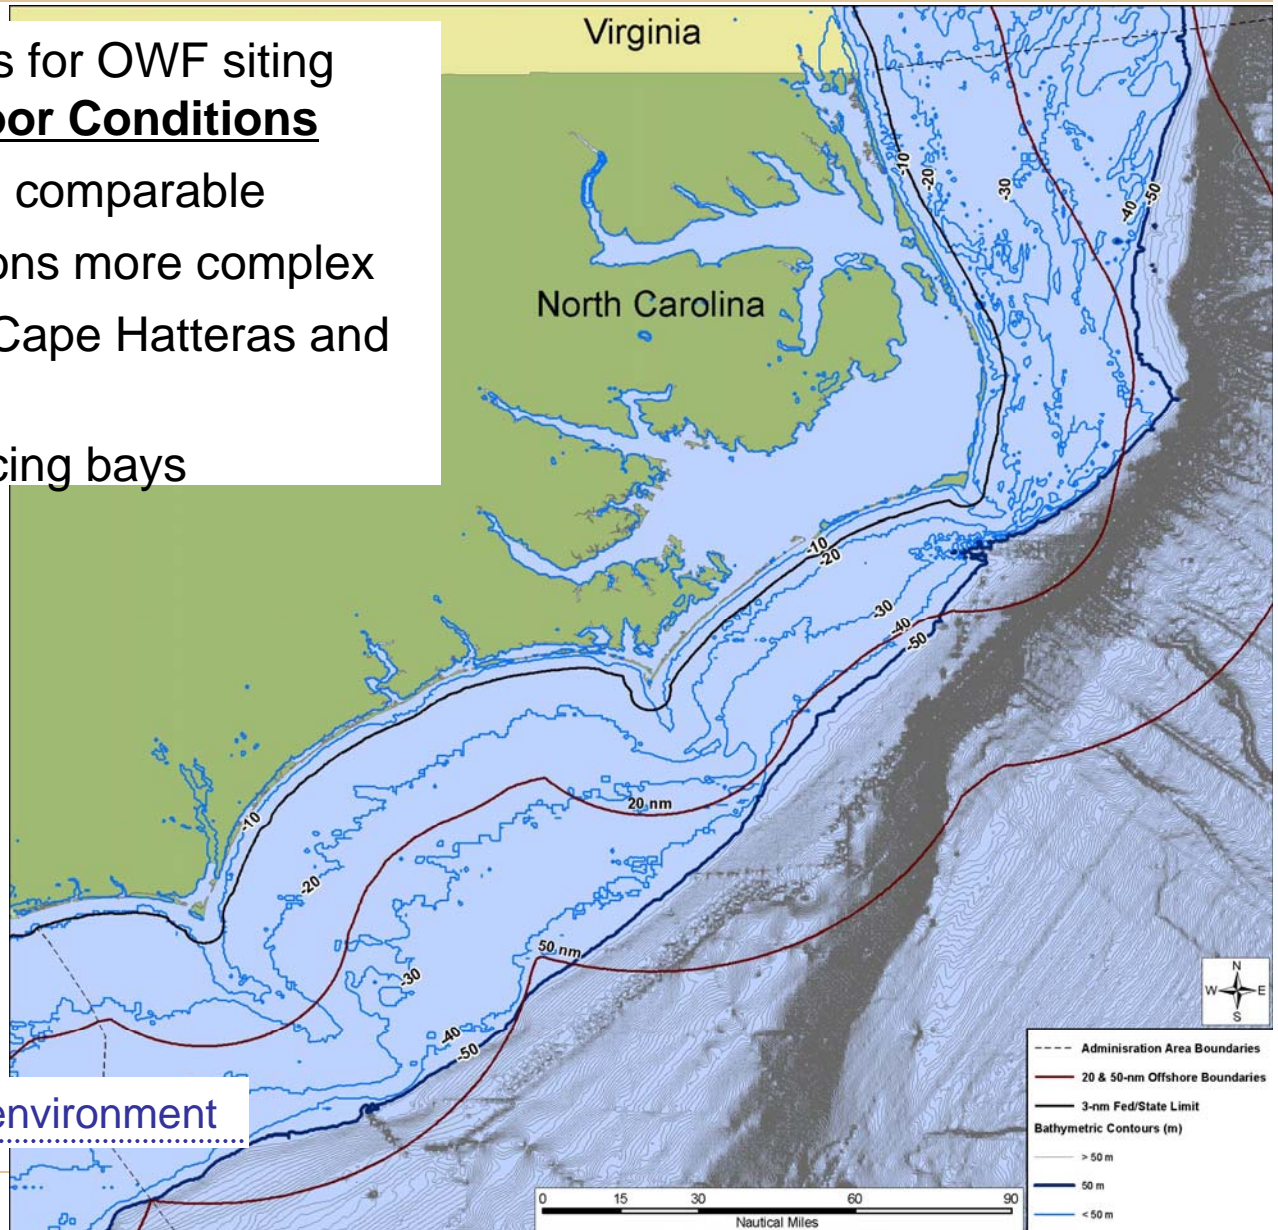 s for OWF siting
oor Conditions
comparable
ons more complex
Cape Hatteras and
cing bays
Virginia
North Carolina
-10
-20
-30
-40
-50
-10
-20
-30
-40
-50
20 nm
-10
-20
50 nm
-30
-40
-50
environment
N
W E
S
Adminisration Area Boundaries
20 & 50-nm Offshore Boundaries
3-nm Fed/State Limit
Bathymetric Contours (m)
> 50 m
50 m
< 50 m
0 15 30 60 90
Nautical Miles